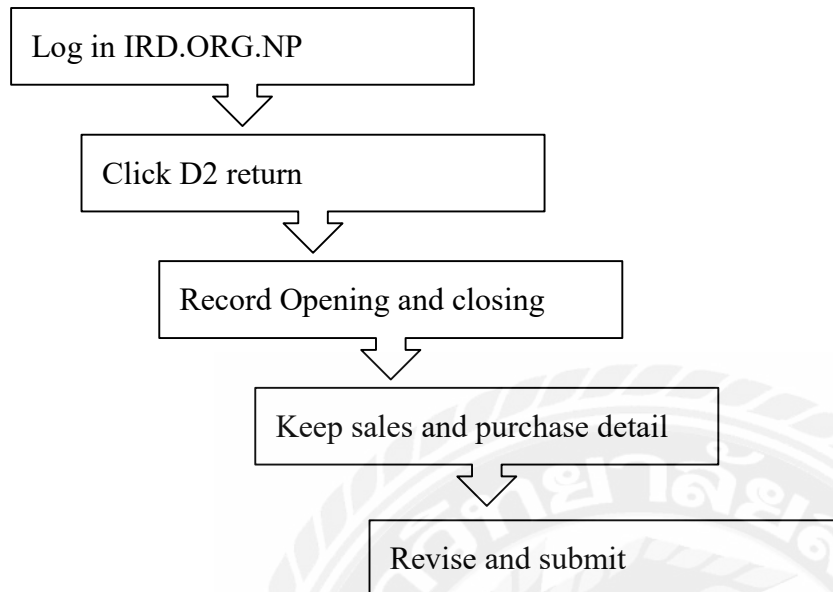 Log in IRD.ORG.NP
Click D2 return
Record Opening and closing
Keep sales and purchase detail
Revise and submit